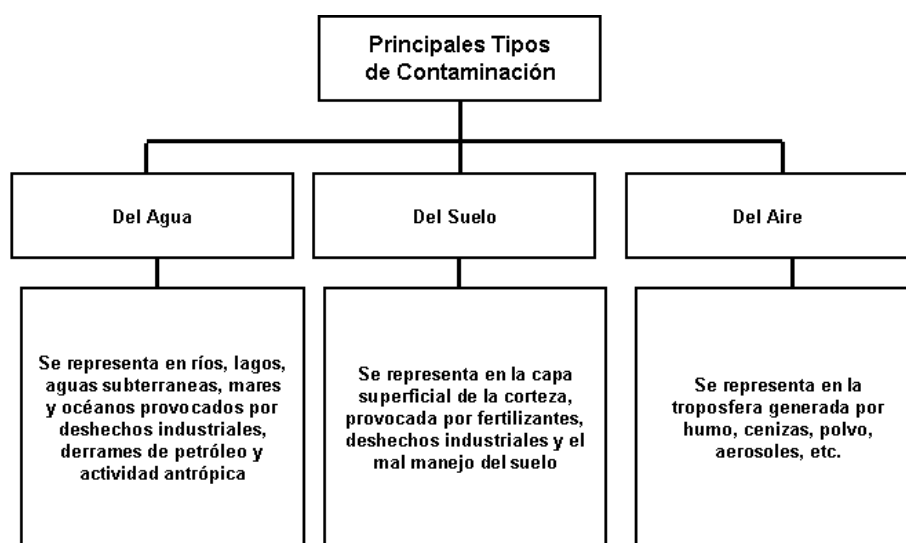 Principales Tipos
de Contaminación
Del Agua
Del Suelo
Del Aire
Se representa en ríos, lagos,
aguas subterraneas, mares
y océanos provocados por
deshechos industriales,
derrames de petróleo y
actividad antrópica
Se representa en la capa
superficial de la corteza,
provocada por fertilizantes,
deshechos industriales y el
mal manejo del suelo
Se representa en la
troposfera generada por
humo, cenizas, polvo,
aerosoles, etc.